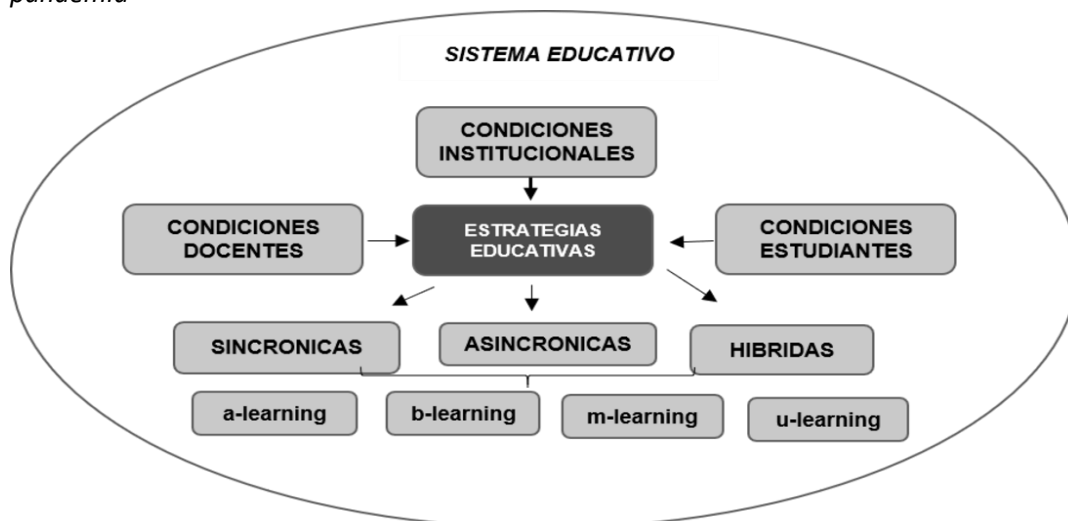 pandemia
SISTEMA EDUCATIVO
CONDICIONES
INSTITUCIONALES
CONDICIONES
DOCENTES
ESTRATEGIAS
EDUCATIVAS
CONDICIONES
ESTUDIANTES
SINCRONICAS
ASINCRONICAS
HIBRIDAS
a-learning
b-learning
m-learning
u-learning